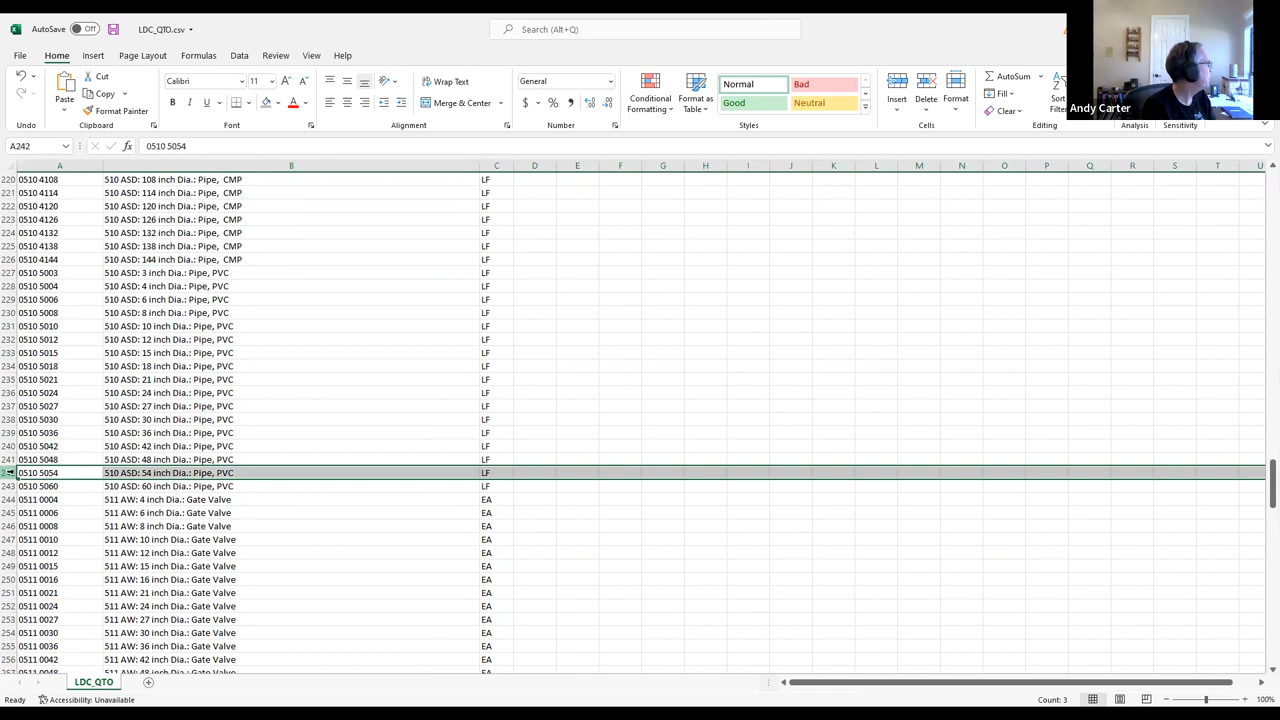 AutoSave Off LDC_QTO.csv Search (Alt+Q)
File Home Insert Page Layout Formulas Data Review View Help
Cut Calibri 11 Wrap Text General Normal Bad AutoSum
Paste Copy Conditional Formatting Format as Table Insert Delete Format Fill Sort
Format Painter Merge & Center Good Neutral Clear Filte
Undo Clipboard Font Alignment Styles Cells Editing Analysis Sensitivity
Andy Carter
A242 fx 0510 5054
A B C D E F G H I J K L M N O P Q R S T U
220 0510 4108 510 ASD: 108 inch Dia.: Pipe, CMP LF
221 0510 4114 510 ASD: 114 inch Dia.: Pipe, CMP LF
222 0510 4120 510 ASD: 120 inch Dia.: Pipe, CMP LF
223 0510 4126 510 ASD: 126 inch Dia.: Pipe, CMP LF
224 0510 4132 510 ASD: 132 inch Dia.: Pipe, CMP LF
225 0510 4138 510 ASD: 138 inch Dia.: Pipe, CMP LF
226 0510 4144 510 ASD: 144 inch Dia.: Pipe, CMP LF
227 0510 5003 510 ASD: 3 inch Dia.: Pipe, PVC LF
228 0510 5004 510 ASD: 4 inch Dia.: Pipe, PVC LF
229 0510 5006 510 ASD: 6 inch Dia.: Pipe, PVC LF
230 0510 5008 510 ASD: 8 inch Dia.: Pipe, PVC LF
231 0510 5010 510 ASD: 10 inch Dia.: Pipe, PVC LF
232 0510 5012 510 ASD: 12 inch Dia.: Pipe, PVC LF
233 0510 5015 510 ASD: 15 inch Dia.: Pipe, PVC LF
234 0510 5018 510 ASD: 18 inch Dia.: Pipe, PVC LF
235 0510 5021 510 ASD: 21 inch Dia.: Pipe, PVC LF
236 0510 5024 510 ASD: 24 inch Dia.: Pipe, PVC LF
237 0510 5027 510 ASD: 27 inch Dia.: Pipe, PVC LF
238 0510 5030 510 ASD: 30 inch Dia.: Pipe, PVC LF
239 0510 5036 510 ASD: 36 inch Dia.: Pipe, PVC LF
240 0510 5042 510 ASD: 42 inch Dia.: Pipe, PVC LF
241 0510 5048 510 ASD: 48 inch Dia.: Pipe, PVC LF
0510 5054 510 ASD: 54 inch Dia.: Pipe, PVC LF
243 0510 5060 510 ASD: 60 inch Dia.: Pipe, PVC LF
244 0511 0004 511 AW: 4 inch Dia.: Gate Valve EA
245 0511 0006 511 AW: 6 inch Dia.: Gate Valve EA
246 0511 0008 511 AW: 8 inch Dia.: Gate Valve EA
247 0511 0010 511 AW: 10 inch Dia.: Gate Valve EA
248 0511 0012 511 AW: 12 inch Dia.: Gate Valve EA
249 0511 0015 511 AW: 15 inch Dia.: Gate Valve EA
250 0511 0016 511 AW: 16 inch Dia.: Gate Valve EA
251 0511 0021 511 AW: 21 inch Dia.: Gate Valve EA
252 0511 0024 511 AW: 24 inch Dia.: Gate Valve EA
253 0511 0027 511 AW: 27 inch Dia.: Gate Valve EA
254 0511 0030 511 AW: 30 inch Dia.: Gate Valve EA
255 0511 0036 511 AW: 36 inch Dia.: Gate Valve EA
256 0511 0042 511 AW: 42 inch Dia.: Gate Valve EA
257 0511 0048 511 AW: 48 inch Dia.: Gate Valve EA
LDC_QTO
Ready Accessibility: Unavailable Count: 3 100%